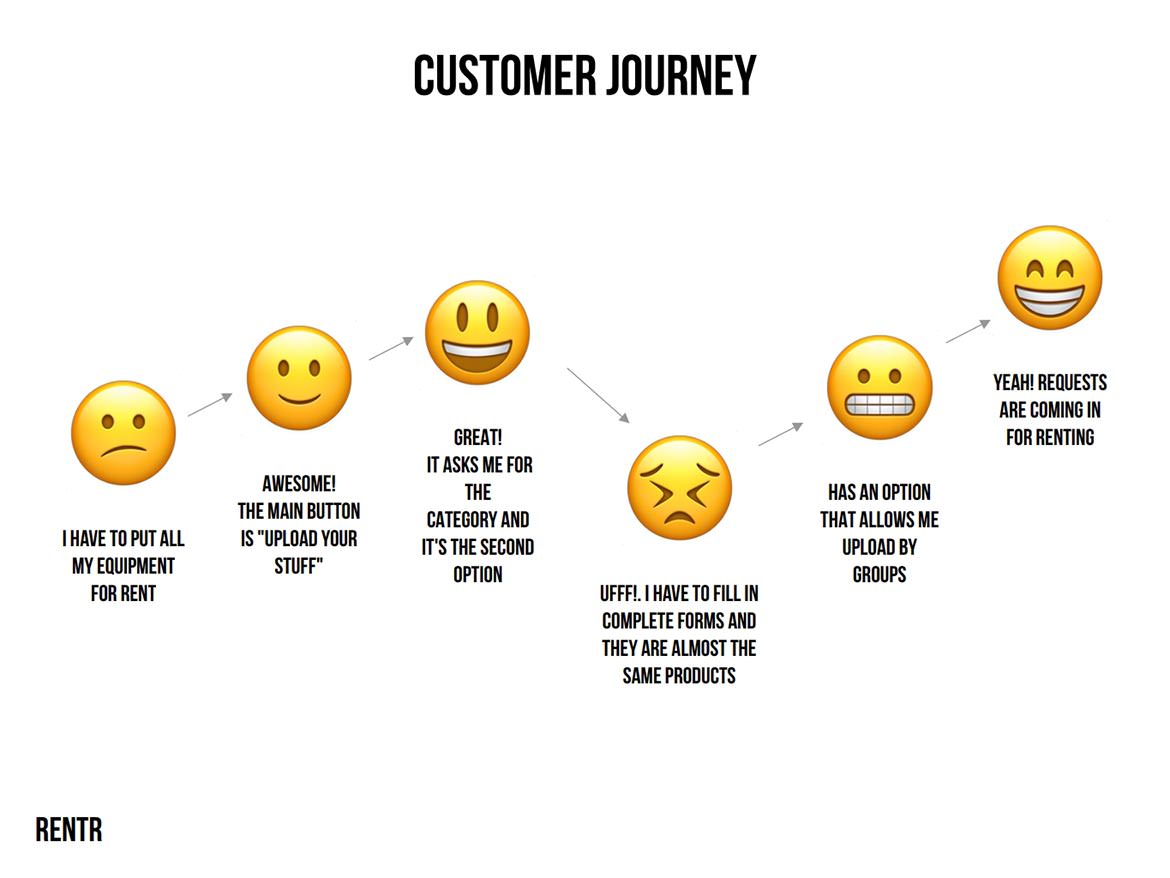 CUSTOMER JOURNEY
I HAVE TO PUT ALL
MY EQUIPMENT
FOR RENT
AWESOME!
THE MAIN BUTTON
IS "UPLOAD YOUR
STUFF"
GREAT!
IT ASKS ME FOR
THE
CATEGORY AND
IT'S THE SECOND
OPTION
UFFF!. I HAVE TO FILL IN
COMPLETE FORMS AND
THEY ARE ALMOST THE
SAME PRODUCTS
HAS AN OPTION
THAT ALLOWS ME
UPLOAD BY
GROUPS
YEAH! REQUESTS
ARE COMING IN
FOR RENTING
RENTR